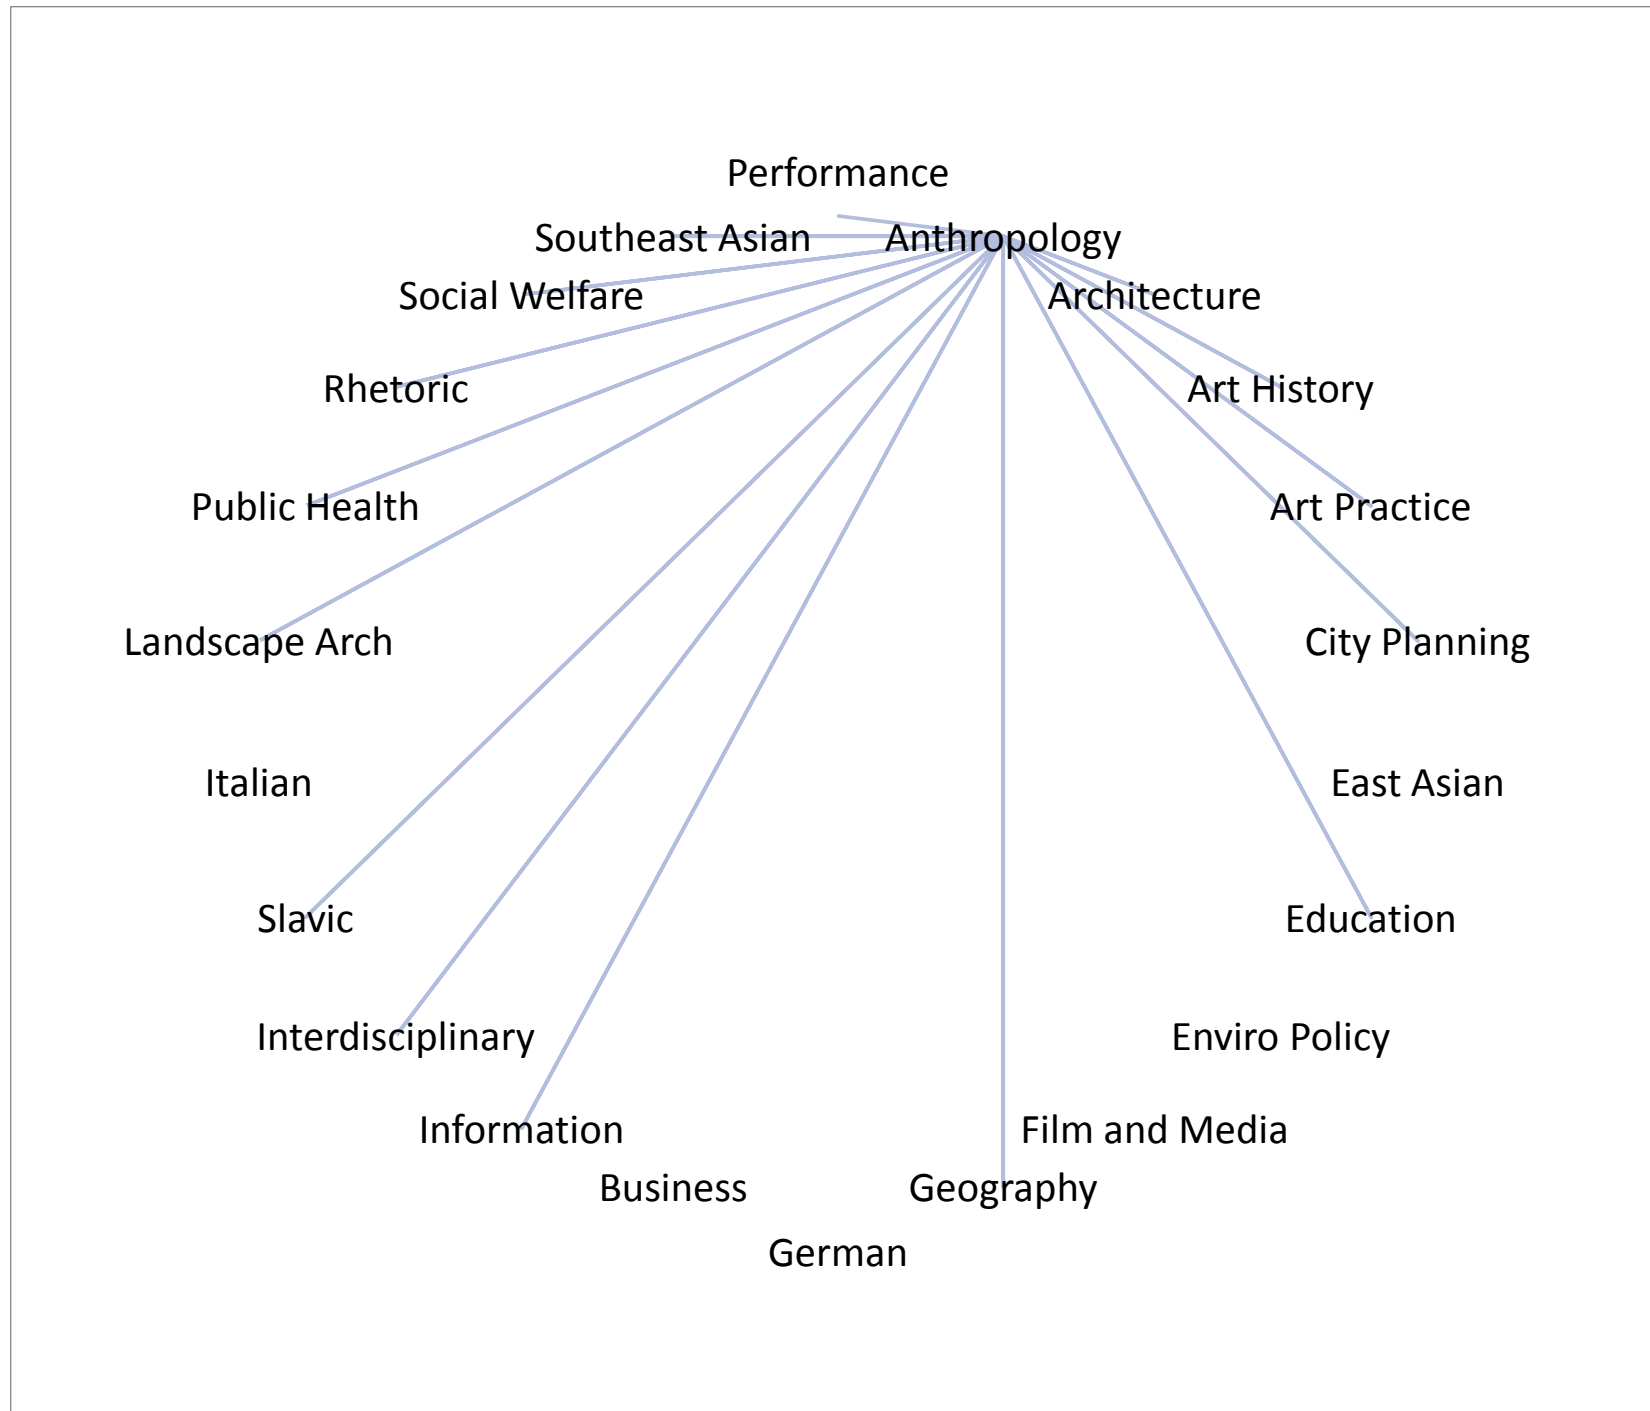 Performance
Southeast Asian
Anthropology
Social Welfare
Architecture
Rhetoric
Art History
Public Health
Art Practice
Landscape Arch
City Planning
Italian
East Asian
Slavic
Education
Interdisciplinary
Enviro Policy
Information
Film and Media
Business
Geography
German